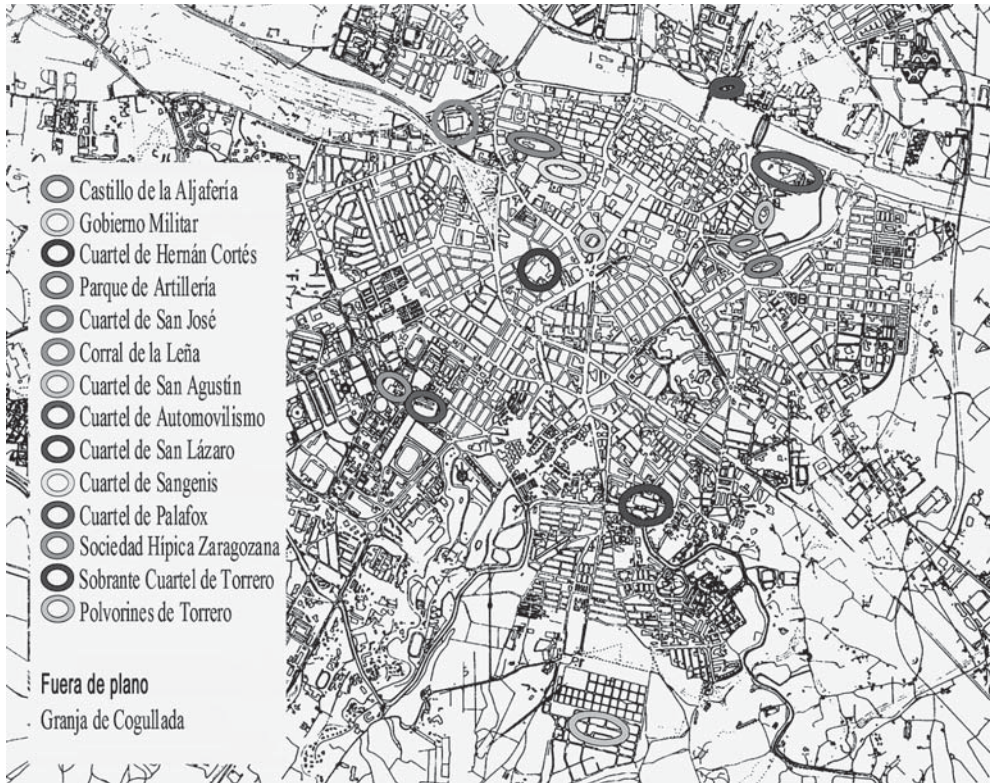 Castillo de la Aljafería
Gobierno Militar
Cuartel de Hernán Cortés
Parque de Artillería
Cuartel de San José
Corral de la Leña
Cuartel de San Agustín
Cuartel de Automovilismo
Cuartel de San Lázaro
Cuartel de Sangenis
Cuartel de Palafox
Sociedad Hípica Zaragozana
Sobrante Cuartel de Torrero
Polvorines de Torrero
Fuera de plano
Granja de Cogullada